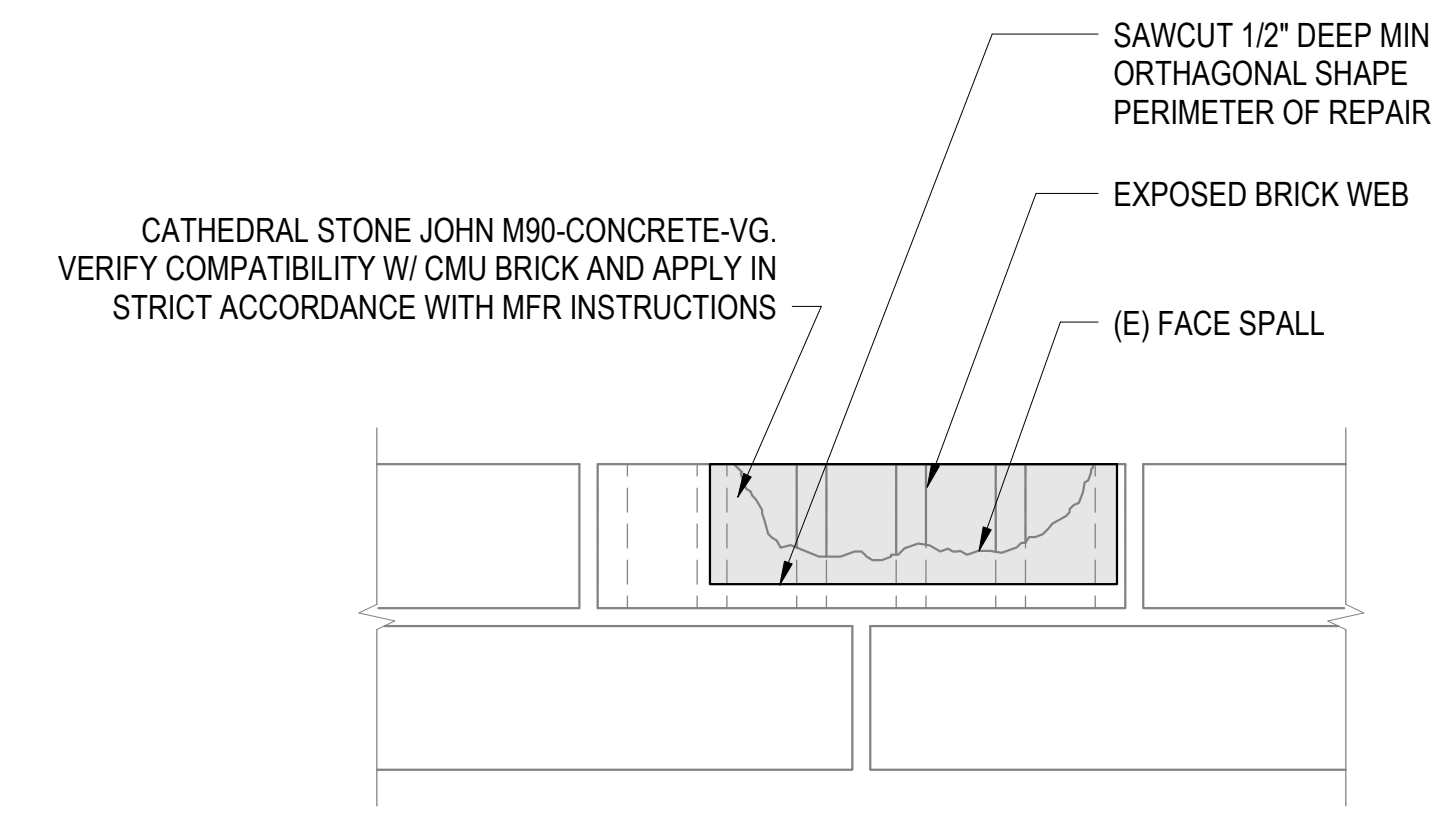 SAWCUT 1/2" DEEP MIN
ORTHAGONAL SHAPE
PERIMETER OF REPAIR
EXPOSED BRICK WEB
CATHEDRAL STONE JOHN M90-CONCRETE-VG.
VERIFY COMPATIBILITY W/ CMU BRICK AND APPLY IN
STRICT ACCORDANCE WITH MFR INSTRUCTIONS
(E) FACE SPALL